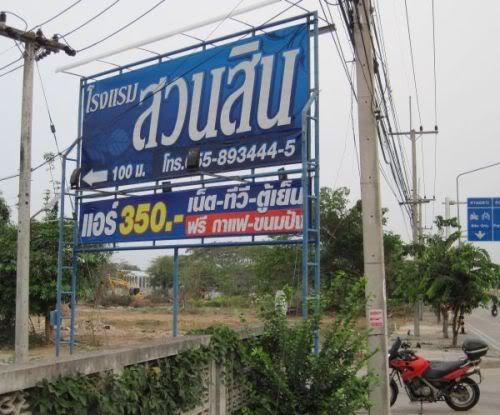 โรงแรม
สวนสิน
100 ม. โทร. 55-893444-5
แอร์ 350.- เน็ต-ทีวี-ตู้เย็น
ฟรี กาแฟ-ขนมปัง